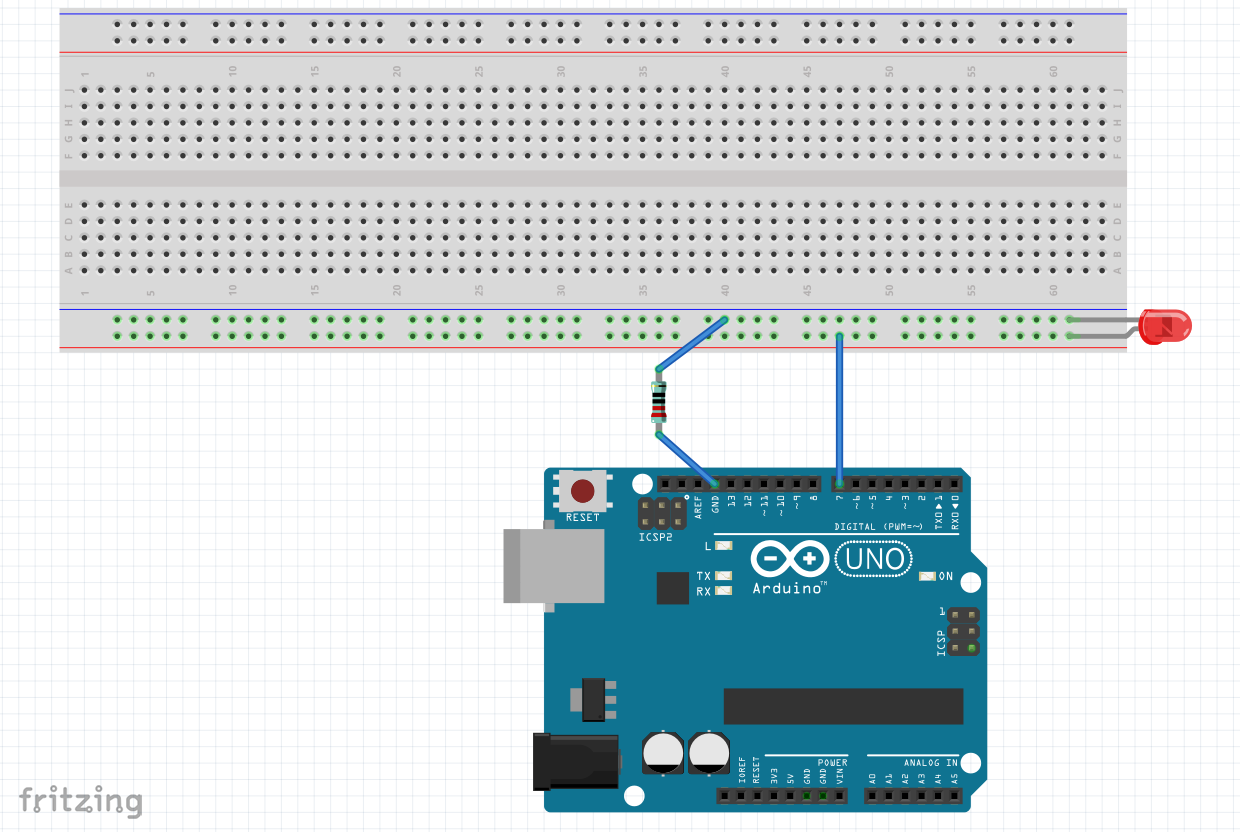 1 5 10 15 20 25 30 35 40 45 50 55 60
J J
I I
H H
G G
F F
E E
D D
C C
B B
A A
1 5 10 15 20 25 30 35 40 45 50 55 60
RESET
AREF GND 13 12 ~11 ~10 ~9 8 7 ~6 ~5 4 ~3 2 TX0▶1 RX0◀0
ICSP2
DIGITAL (PWM=~)
L
UNO
TX
RX
ON
Arduino™
1
ICSP
POWER
ANALOG IN
IOREF RESET 3V3 5V GND GND VIN A0 A1 A2 A3 A4 A5
fritzing